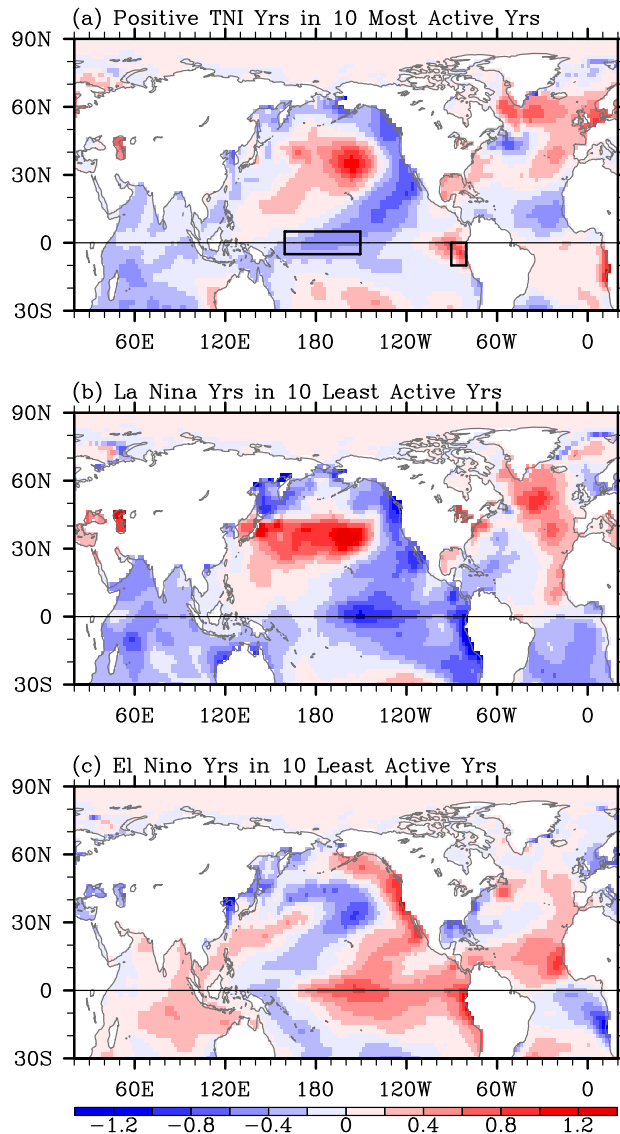 (a) Positive TNI Yrs in 10 Most Active Yrs
90N
60N
30N
0
30S
60E 120E 180 120W 60W 0
(b) La Nina Yrs in 10 Least Active Yrs
90N
60N
30N
0
30S
60E 120E 180 120W 60W 0
(c) El Nino Yrs in 10 Least Active Yrs
90N
60N
30N
0
30S
60E 120E 180 120W 60W 0
−1.2 −0.8 −0.4 0 0.4 0.8 1.2